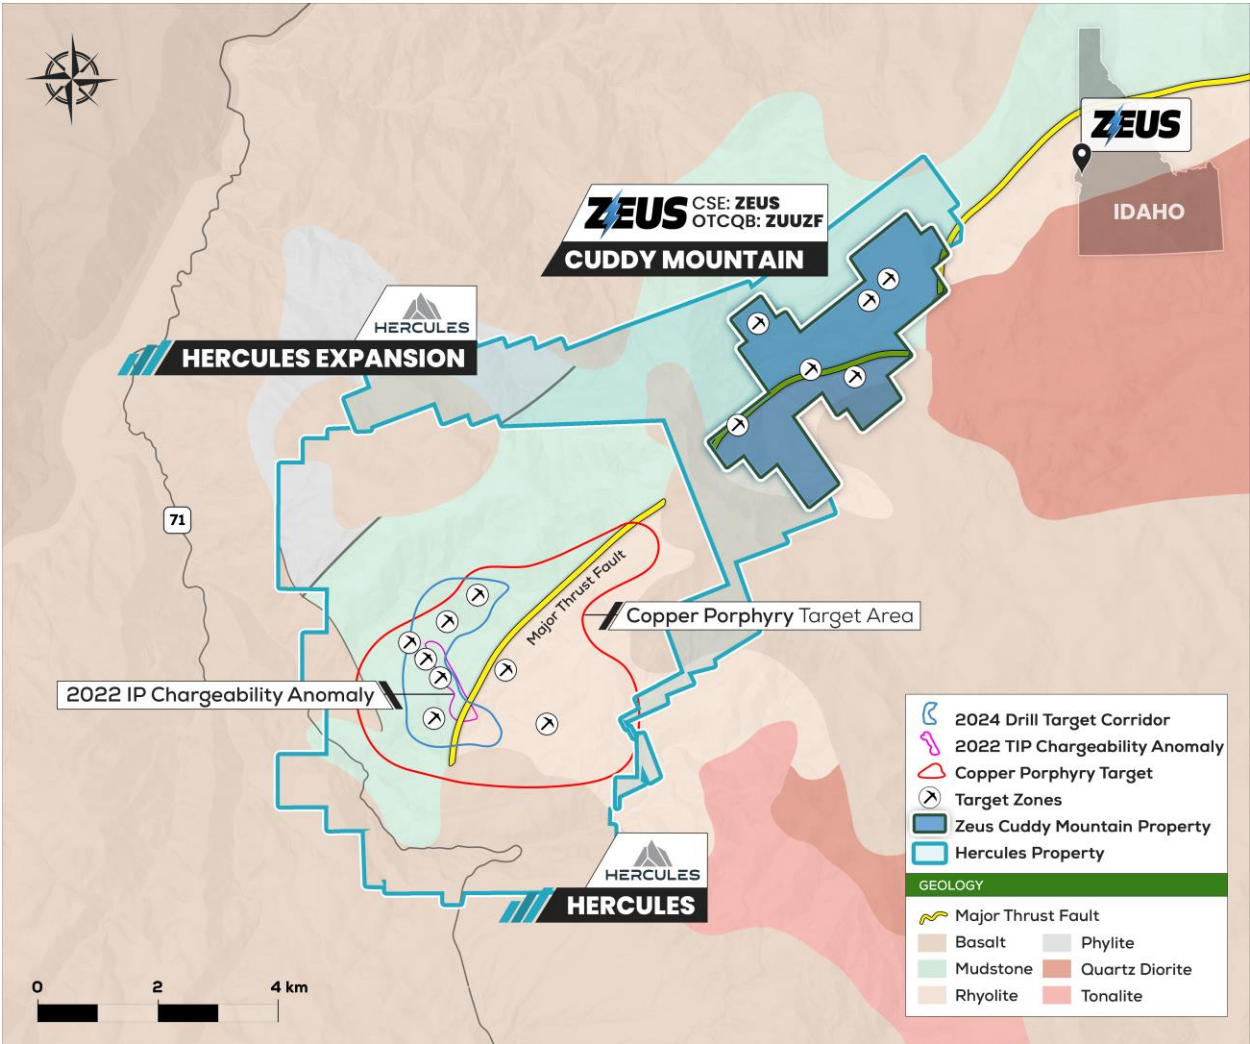 ZEUS
IDAHO
ZEUS CSE: ZEUS
OTCQB: ZUUZF
CUDDY MOUNTAIN
HERCULES
HERCULES EXPANSION
71
Major Thrust Fault
Copper Porphyry Target Area
2022 IP Chargeability Anomaly
HERCULES
HERCULES
2024 Drill Target Corridor
2022 TIP Chargeability Anomaly
Copper Porphyry Target
Target Zones
Zeus Cuddy Mountain Property
Hercules Property
GEOLOGY
Major Thrust Fault
Basalt
Phylite
Mudstone
Quartz Diorite
Rhyolite
Tonalite
0 2 4 km